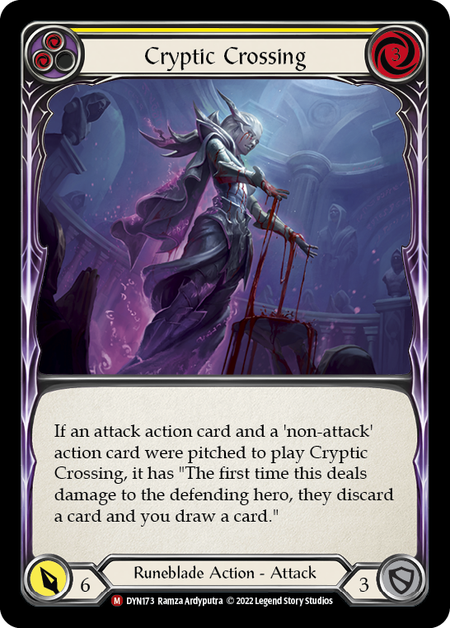 Cryptic Crossing
3
If an attack action card and a 'non-attack'
action card were pitched to play Cryptic
Crossing, it has "The first time this deals
damage to the defending hero, they discard
a card and you draw a card."
6
Runeblade Action - Attack
3
M DYN173 Ramza Ardyputra © 2022 Legend Story Studios